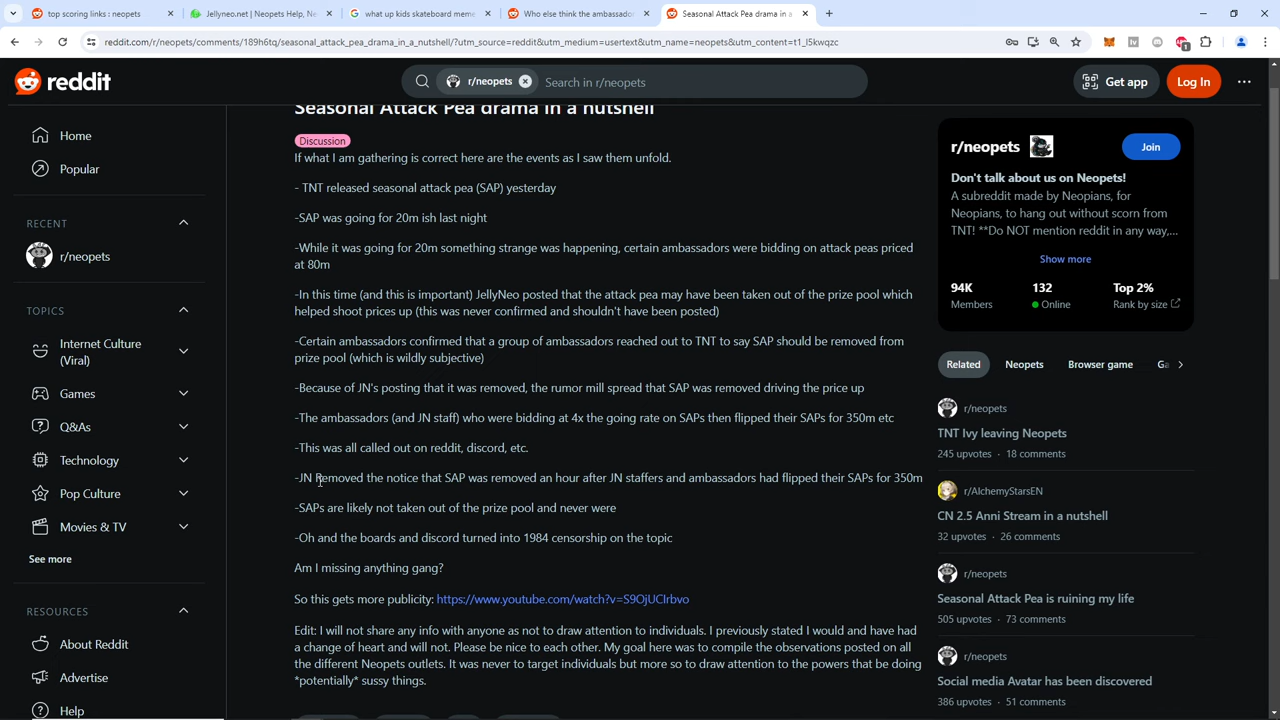 top scoring links : neopets
Jellyneo.net | Neopets Help, Ne
what up kids skateboard meme
Who else think the ambassador
Seasonal Attack Pea drama in a
reddit.com/r/neopets/comments/189h6tq/seasonal_attack_pea_drama_in_a_nutshell/?utm_source=reddit&utm_medium=usertext&utm_name=neopets&utm_content=t1_l5kwqzc
reddit
r/neopets
Search in r/neopets
Get app
Log In
Home
Popular
RECENT
r/neopets
TOPICS
Internet Culture
(Viral)
Games
Q&As
Technology
Pop Culture
Movies & TV
See more
RESOURCES
About Reddit
Advertise
Help
Seasonal Attack Pea drama in a nutshell
Discussion
If what I am gathering is correct here are the events as I saw them unfold.
- TNT released seasonal attack pea (SAP) yesterday
-SAP was going for 20m ish last night
-While it was going for 20m something strange was happening, certain ambassadors were bidding on attack peas priced
at 80m
-In this time (and this is important) JellyNeo posted that the attack pea may have been taken out of the prize pool which
helped shoot prices up (this was never confirmed and shouldn't have been posted)
-Certain ambassadors confirmed that a group of ambassadors reached out to TNT to say SAP should be removed from
prize pool (which is wildly subjective)
-Because of JN's posting that it was removed, the rumor mill spread that SAP was removed driving the price up
-The ambassadors (and JN staff) who were bidding at 4x the going rate on SAPs then flipped their SAPs for 350m etc
-This was all called out on reddit, discord, etc.
-JN Removed the notice that SAP was removed an hour after JN staffers and ambassadors had flipped their SAPs for 350m
-SAPs are likely not taken out of the prize pool and never were
-Oh and the boards and discord turned into 1984 censorship on the topic
Am I missing anything gang?
So this gets more publicity: https://www.youtube.com/watch?v=S9OjUCIrbvo
Edit: I will not share any info with anyone as not to draw attention to individuals. I previously stated I would and have had
a change of heart and will not. Please be nice to each other. My goal here was to compile the observations posted on all
the different Neopets outlets. It was never to target individuals but more so to draw attention to the powers that be doing
*potentially* sussy things.
r/neopets
Join
Don't talk about us on Neopets!
A subreddit made by Neopians, for
Neopians, to hang out without scorn from
TNT! **Do NOT mention reddit in any way,...
Show more
94K
Members
132
Online
Top 2%
Rank by size
Related
Neopets
Browser game
Ga
r/neopets
TNT Ivy leaving Neopets
245 upvotes · 18 comments
r/AlchemyStarsEN
CN 2.5 Anni Stream in a nutshell
32 upvotes · 26 comments
r/neopets
Seasonal Attack Pea is ruining my life
505 upvotes · 73 comments
r/neopets
Social media Avatar has been discovered
386 upvotes · 51 comments